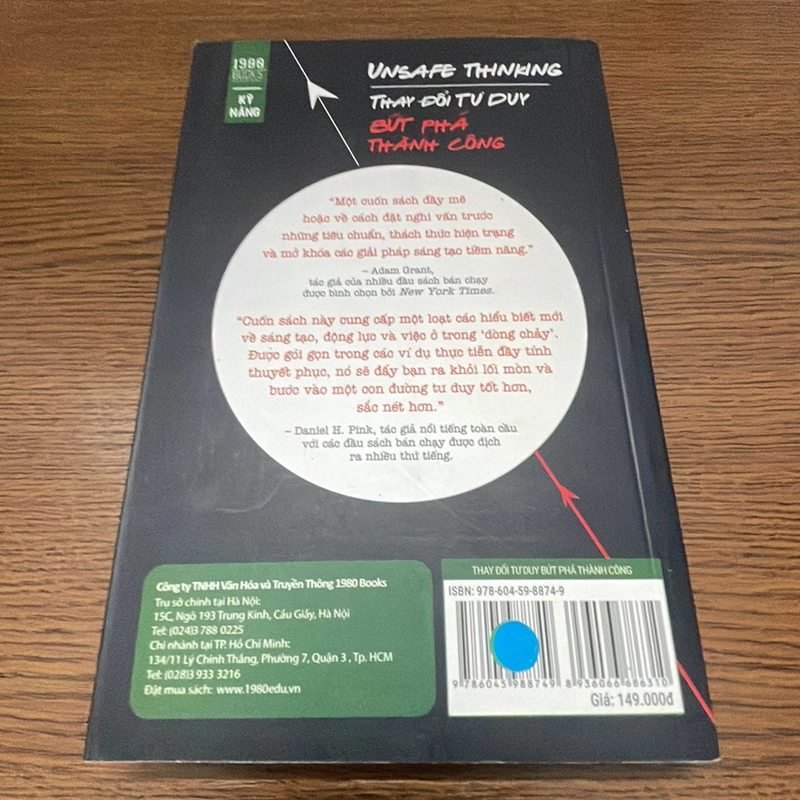 1980
BOOKS
KỸ
NĂNG
UNSAFE THINKING
THAY ĐỔI TƯ DUY
BỨT PHÁ
THÀNH CÔNG
"Một cuốn sách đầy mê
hoặc về cách đặt nghi vấn trước
những tiêu chuẩn, thách thức hiện trạng
và mở khóa các giải pháp sáng tạo tiềm năng."
– Adam Grant,
tác giả của nhiều đầu sách bán chạy
được bình chọn bởi New York Times.
"Cuốn sách này cung cấp một loạt các hiểu biết mới
về sáng tạo, động lực và việc ở trong 'dòng chảy'.
Được gói gọn trong các ví dụ thực tiễn đầy tính
thuyết phục, nó sẽ đẩy bạn ra khỏi lối mòn và
bước vào một con đường tư duy tốt hơn,
sắc nét hơn."
– Daniel H. Pink, tác giả nổi tiếng toàn cầu
với các đầu sách bán chạy được dịch
ra nhiều thứ tiếng.
Công ty TNHH Văn Hóa và Truyền Thông 1980 Books
Trụ sở chính tại Hà Nội:
15C, Ngõ 193 Trung Kính, Cầu Giấy, Hà Nội
Tel: (024)3 788 0225
Chi nhánh tại TP. Hồ Chí Minh:
134/11 Lý Chính Thắng, Phường 7, Quận 3 , Tp. HCM
Tel: (028)3 933 3216
Đặt mua sách: www.1980edu.vn
THAY ĐỔI TƯ DUY BỨT PHÁ THÀNH CÔNG
ISBN: 978-604-59-8874-9
9 786045 988749
8 936066 686310
Giá: 149.000đ